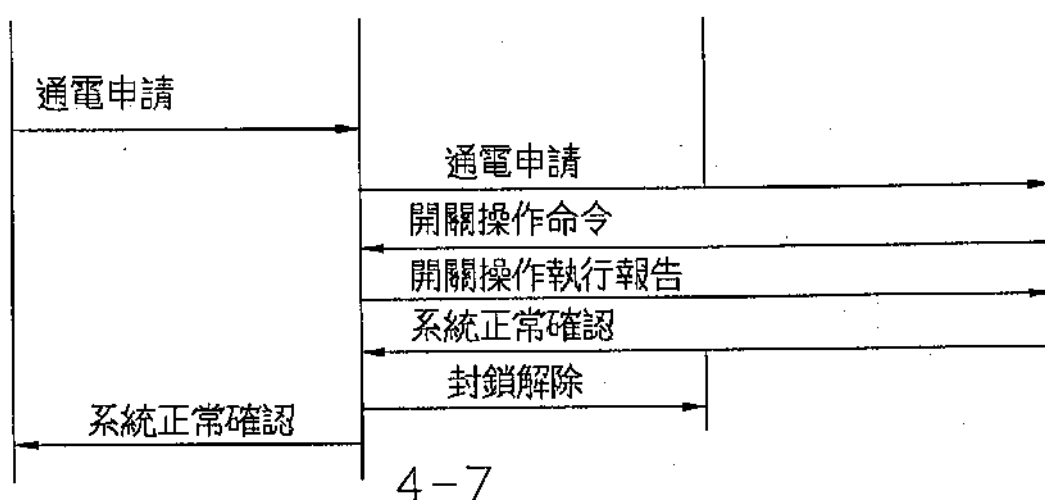 通電申請
通電申請
開關操作命令
開關操作執行報告
系統正常確認
封鎖解除
系統正常確認
4-7